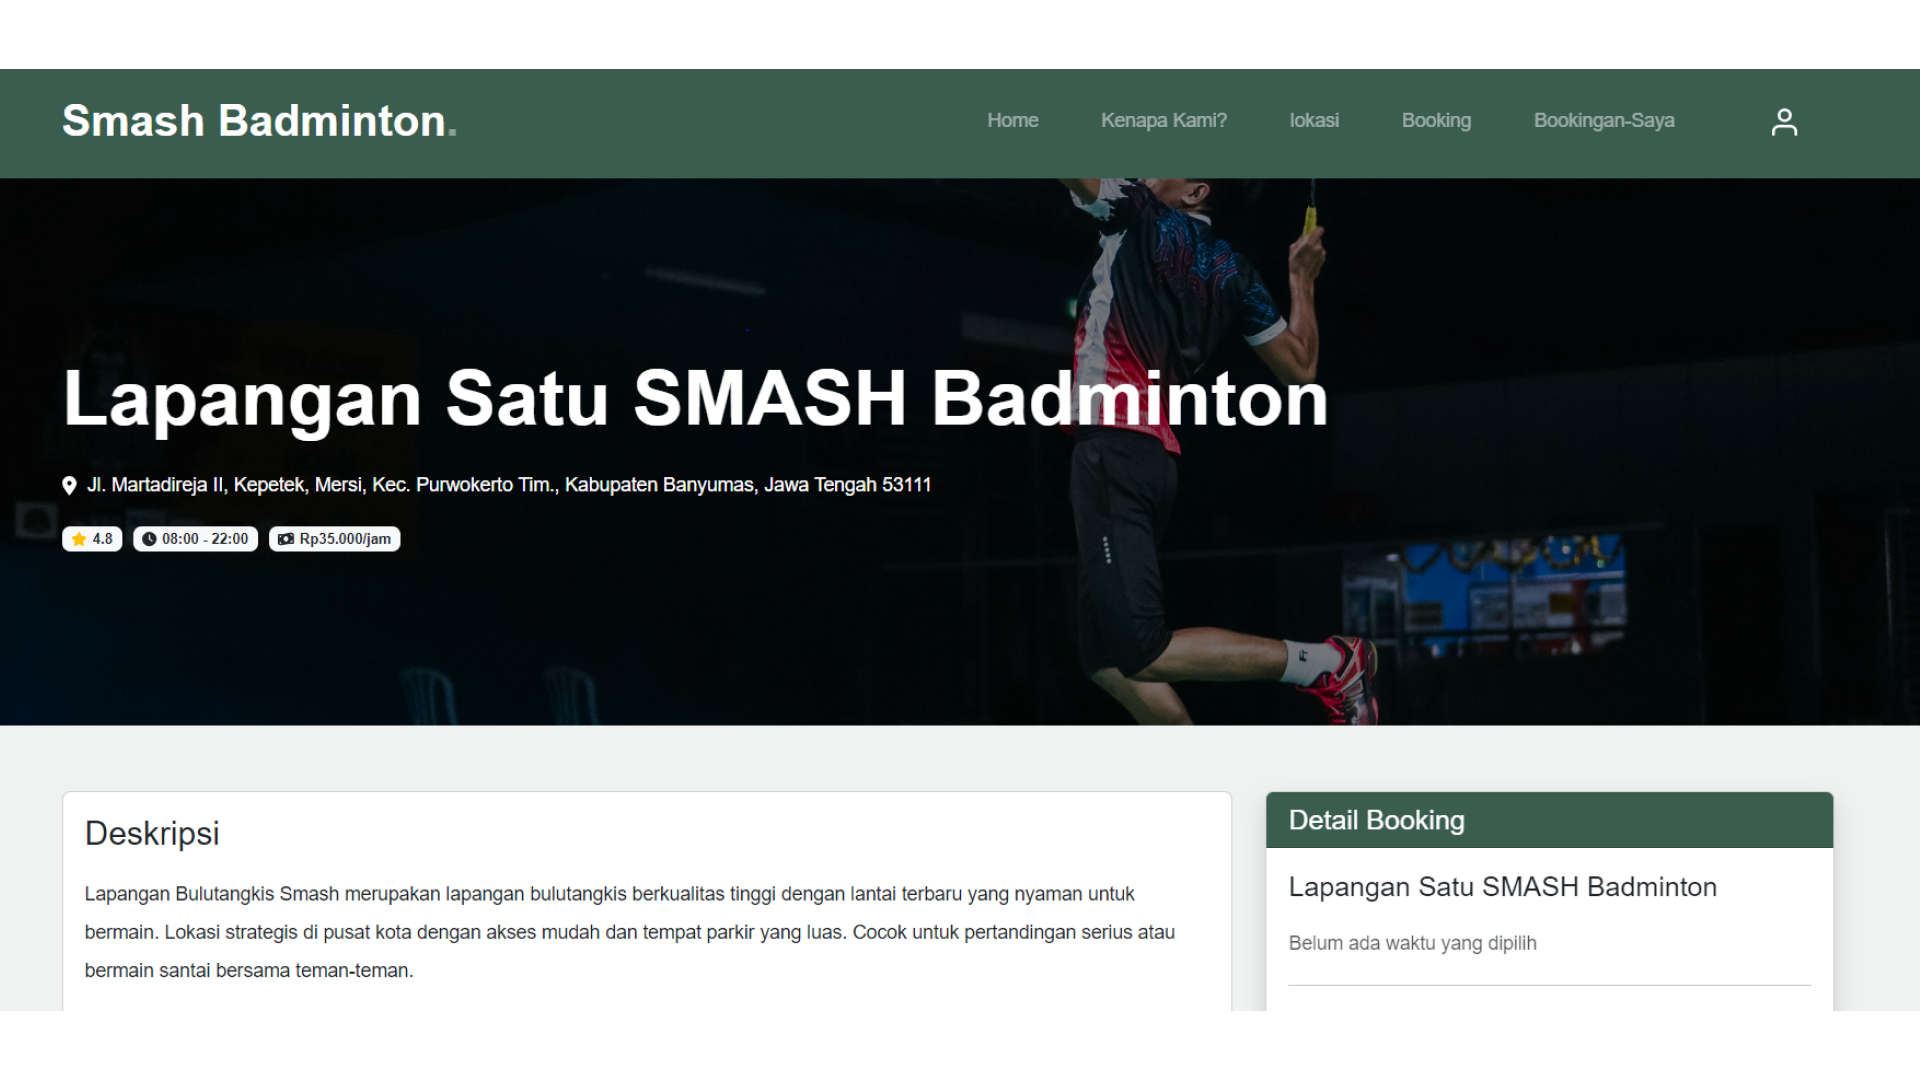 Smash Badminton.
Home
Kenapa Kami?
lokasi
Booking
Bookingan-Saya
Lapangan Satu SMASH Badminton
Jl. Martadireja II, Kepetek, Mersi, Kec. Purwokerto Tim., Kabupaten Banyumas, Jawa Tengah 53111
4.8
08:00 - 22:00
Rp35.000/jam
Deskripsi
Lapangan Bulutangkis Smash merupakan lapangan bulutangkis berkualitas tinggi dengan lantai terbaru yang nyaman untuk
bermain. Lokasi strategis di pusat kota dengan akses mudah dan tempat parkir yang luas. Cocok untuk pertandingan serius atau
bermain santai bersama teman-teman.
Detail Booking
Lapangan Satu SMASH Badminton
Belum ada waktu yang dipilih